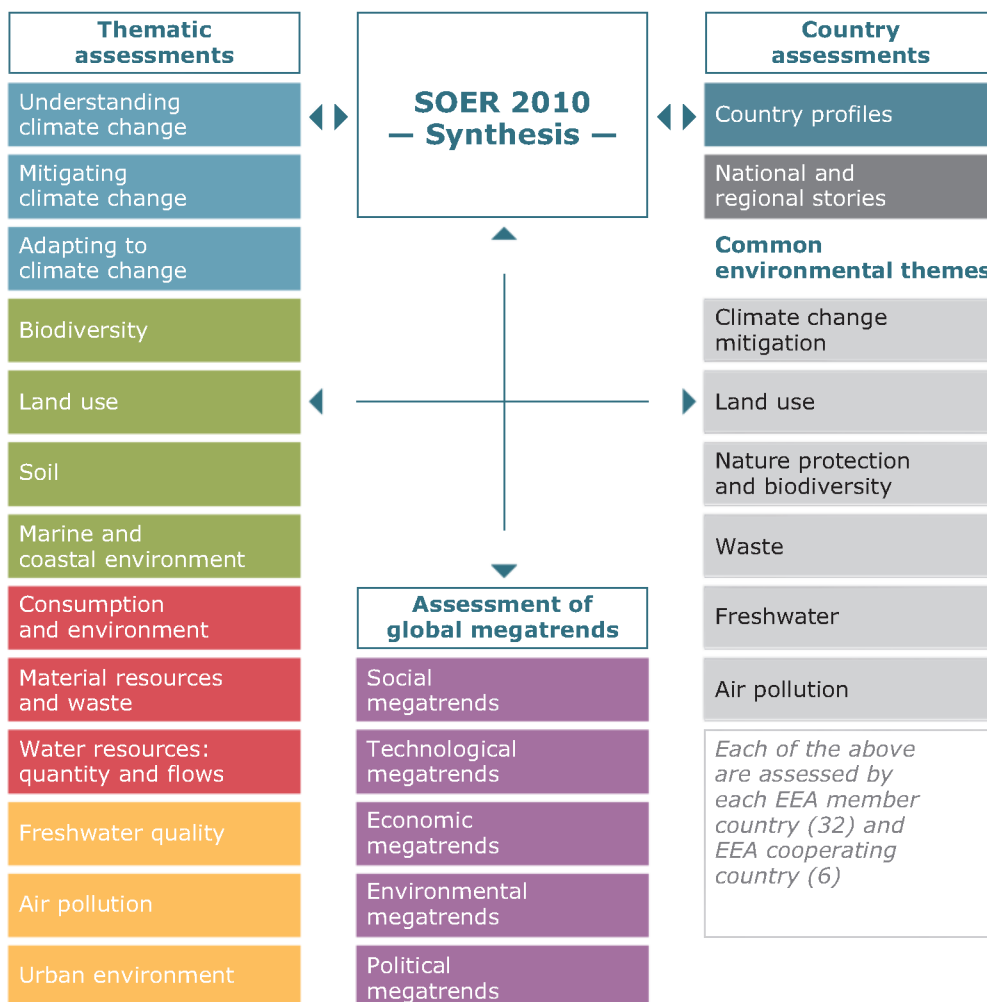 Thematic
assessments
Understanding
climate change
Mitigating
climate change
Adapting to
climate change
Biodiversity
Land use
Soil
Marine and
coastal environment
Consumption
and environment
Material resources
and waste
Water resources:
quantity and flows
Freshwater quality
Air pollution
Urban environment
SOER 2010
— Synthesis —
Assessment of
global megatrends
Social
megatrends
Technological
megatrends
Economic
megatrends
Environmental
megatrends
Political
megatrends
Country
assessments
Country profiles
National and
regional stories
Common
environmental themes
Climate change
mitigation
Land use
Nature protection
and biodiversity
Waste
Freshwater
Air pollution
Each of the above
are assessed by
each EEA member
country (32) and
EEA cooperating
country (6)